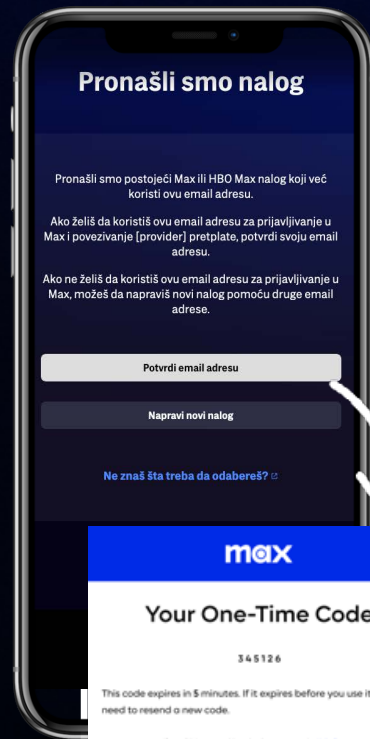 Pronašli smo nalog
Pronašli smo postojeći Max ili HBO Max nalog koji već
koristi ovu email adresu.
Ako želiš da koristiš ovu email adresu za prijavljivanje u
Max i povezivanje [provider] pretplate, potvrdi svoju email
adresu.
Ako ne želiš da koristiš ovu email adresu za prijavljivanje u
Max, možeš da napraviš novi nalog pomoću druge email
adrese.
Potvrdi email adresu
Napravi novi nalog
Ne znaš šta treba da odabereš?
max
Your One-Time Code
345126
This code expires in 5 minutes. If it expires before you use it
need to resend a new code.